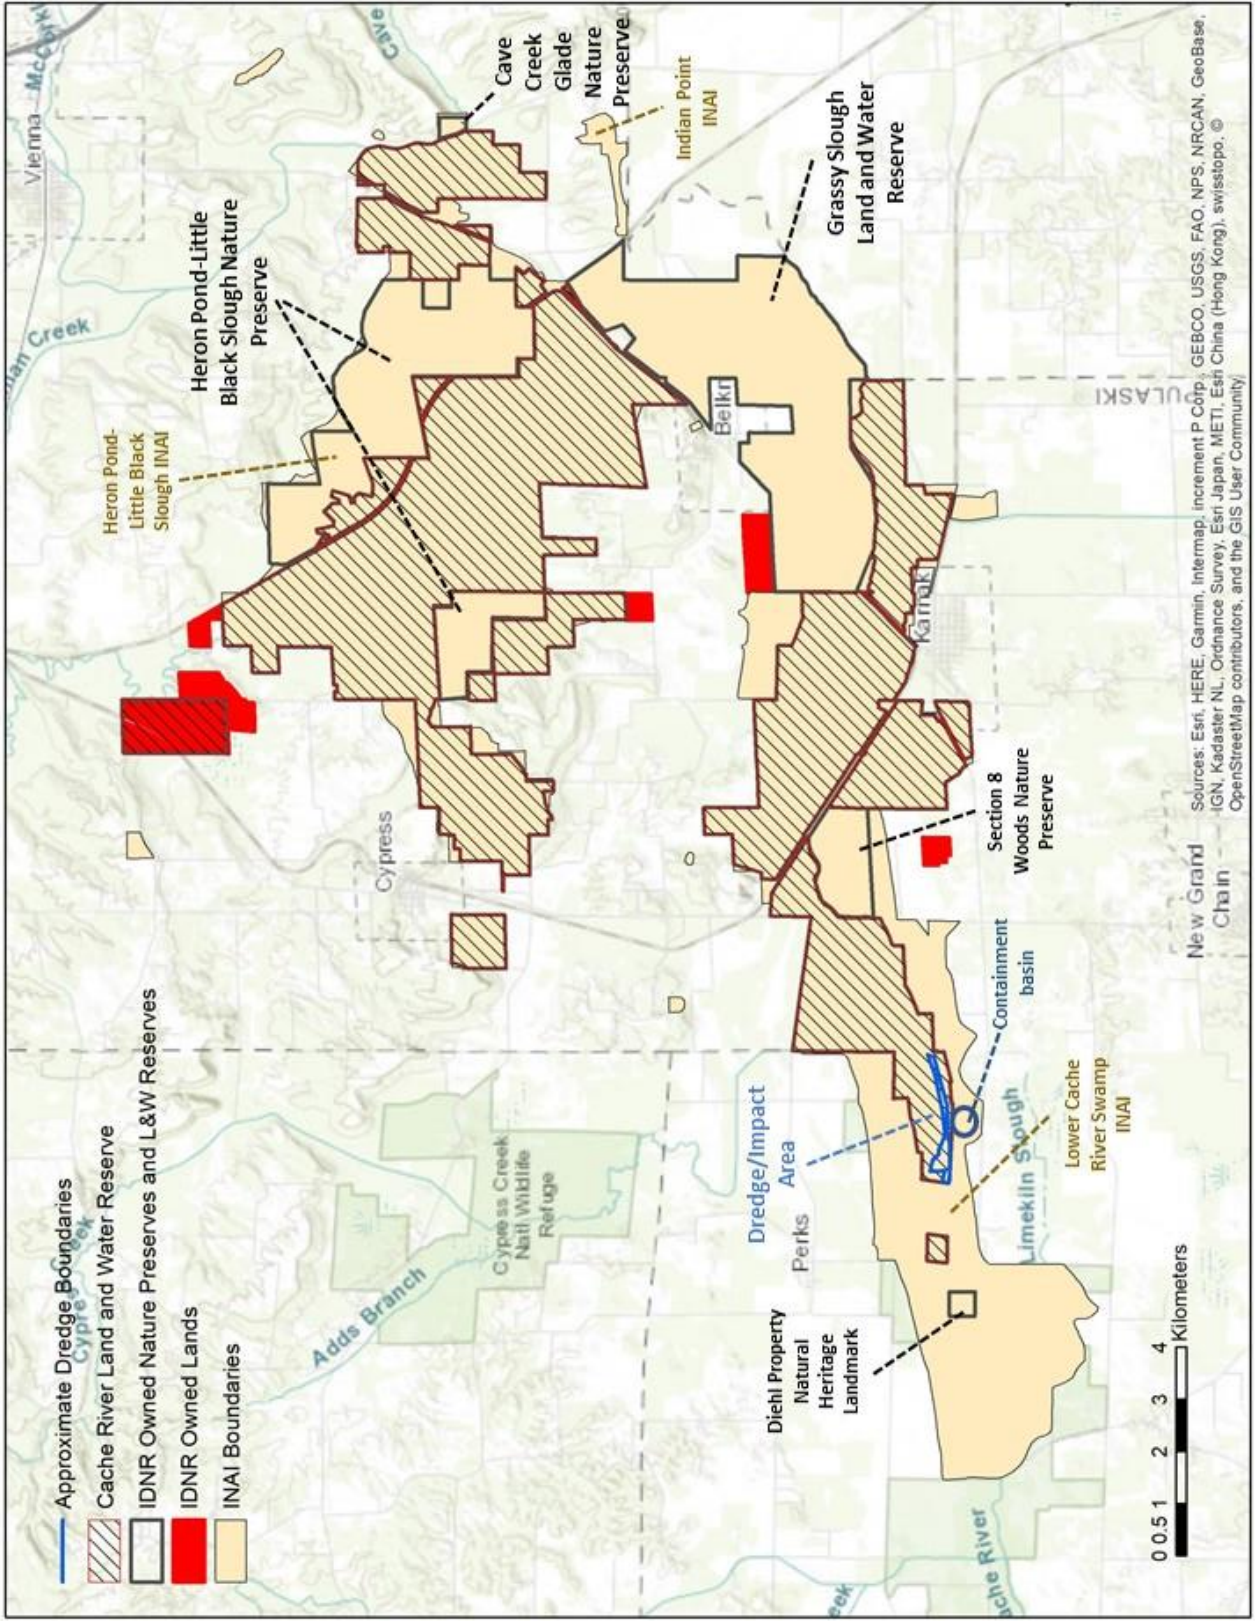 Approximate Dredge Boundaries
Cache River Land and Water Reserve
IDNR Owned Nature Preserves and L&W Reserves
IDNR Owned Lands
INAI Boundaries
Cypress Creek
Adds Branch
Cypress Creek
Natl Wildlife
Refuge
Cypress
Vienna
Cave
Heron Pond-
Little Black
Slough INAI
Heron Pond-Little
Black Slough Nature
Preserve
Cave
Creek
Glade
Nature
Preserve
Indian Point
INAI
Grassy Slough
Land and Water
Reserve
Belkn
PULASKI
Karnak
Section 8
Woods Nature
Preserve
New Grand
Chain
Containment
basin
Dredge/Impact
Area
Perks
Lower Cache
River Swamp
INAI
Limekiln Slough
Diehl Property
Natural
Heritage
Landmark
ache River
eek
0 0.5 1 2 3 4
Kilometers
Sources: Esri, HERE, Garmin, Intermap, increment P Corp., GEBCO, USGS, FAO, NPS, NRCAN, GeoBase,
IGN, Kadaster NL, Ordnance Survey, Esri Japan, METI, Esri China (Hong Kong), swisstopo, ©
OpenStreetMap contributors, and the GIS User Community